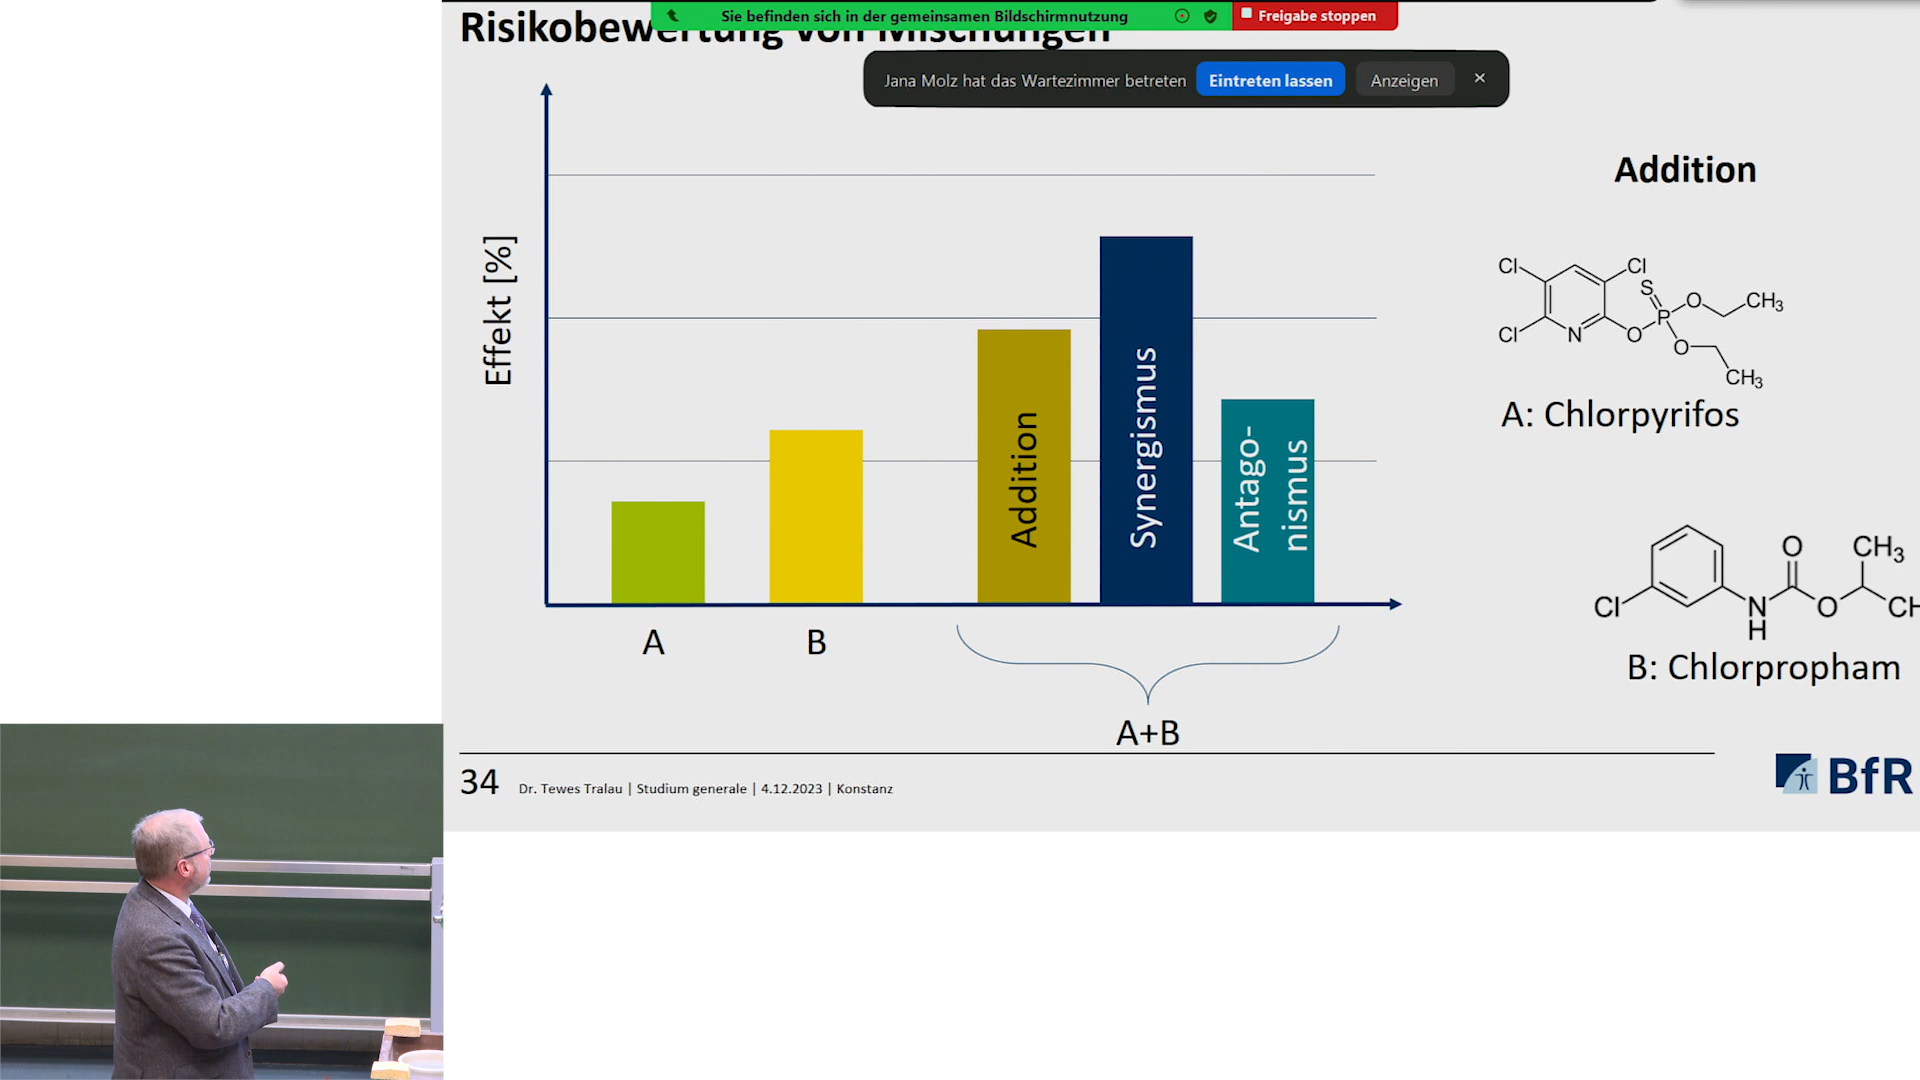 Risikobewertung von Mischungen
Sie befinden sich in der gemeinsamen Bildschirmnutzung
Freigabe stoppen
Jana Molz hat das Wartezimmer betreten
Eintreten lassen
Anzeigen
Effekt [%]
A
B
Addition
Synergismus
Antago-
nismus
A+B
Addition
Cl
Cl
S
Cl
N
O
P
O
CH3
O
CH3
A: Chlorpyrifos
O
CH3
Cl
N
H
O
CH
B: Chlorpropham
34
Dr. Tewes Tralau | Studium generale | 4.12.2023 | Konstanz
BfR